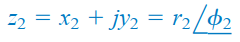 z₂ = x₂ + jy₂ = r₂/ϕ₂